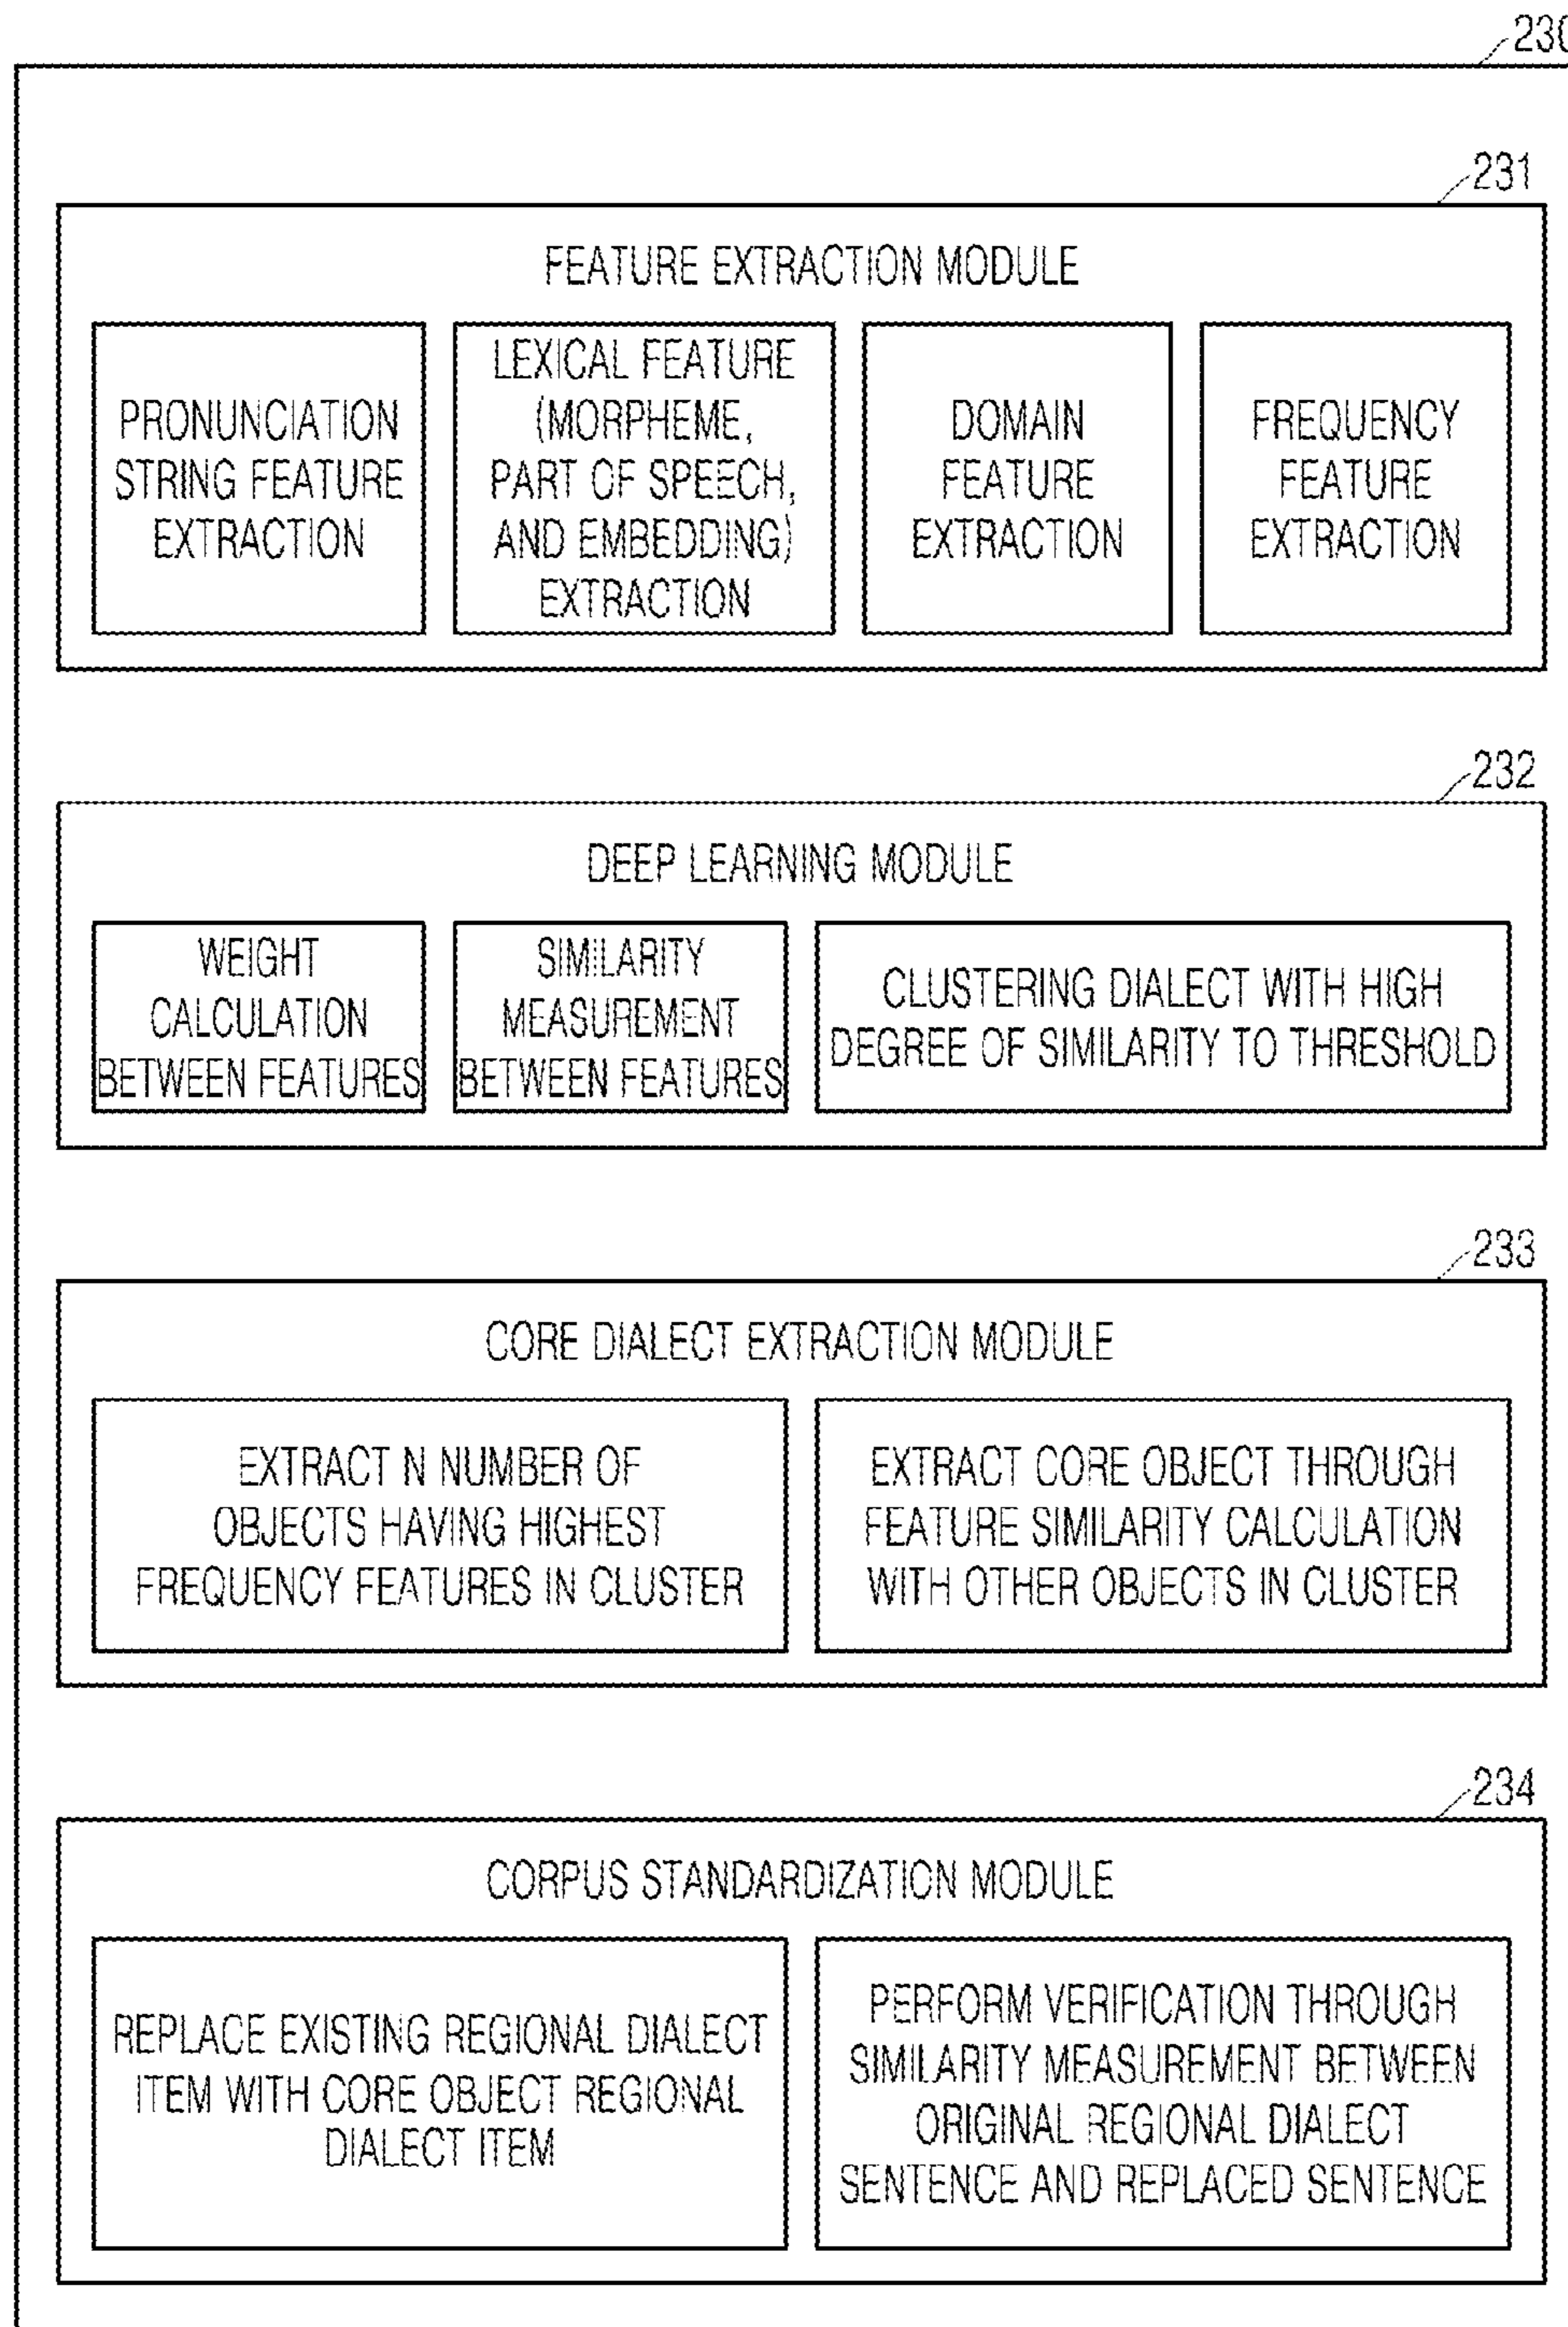 230
231
FEATURE EXTRACTION MODULE
PRONUNCIATION
STRING FEATURE
EXTRACTION
LEXICAL FEATURE
(MORPHEME,
PART OF SPEECH,
AND EMBEDDING)
EXTRACTION
DOMAIN
FEATURE
EXTRACTION
FREQUENCY
FEATURE
EXTRACTION
232
DEEP LEARNING MODULE
WEIGHT
CALCULATION
BETWEEN FEATURES
SIMILARITY
MEASUREMENT
BETWEEN FEATURES
CLUSTERING DIALECT WITH HIGH
DEGREE OF SIMILARITY TO THRESHOLD
233
CORE DIALECT EXTRACTION MODULE
EXTRACT N NUMBER OF
OBJECTS HAVING HIGHEST
FREQUENCY FEATURES IN CLUSTER
EXTRACT CORE OBJECT THROUGH
FEATURE SIMILARITY CALCULATION
WITH OTHER OBJECTS IN CLUSTER
234
CORPUS STANDARDIZATION MODULE
REPLACE EXISTING REGIONAL DIALECT
ITEM WITH CORE OBJECT REGIONAL
DIALECT ITEM
PERFORM VERIFICATION THROUGH
SIMILARITY MEASUREMENT BETWEEN
ORIGINAL REGIONAL DIALECT
SENTENCE AND REPLACED SENTENCE